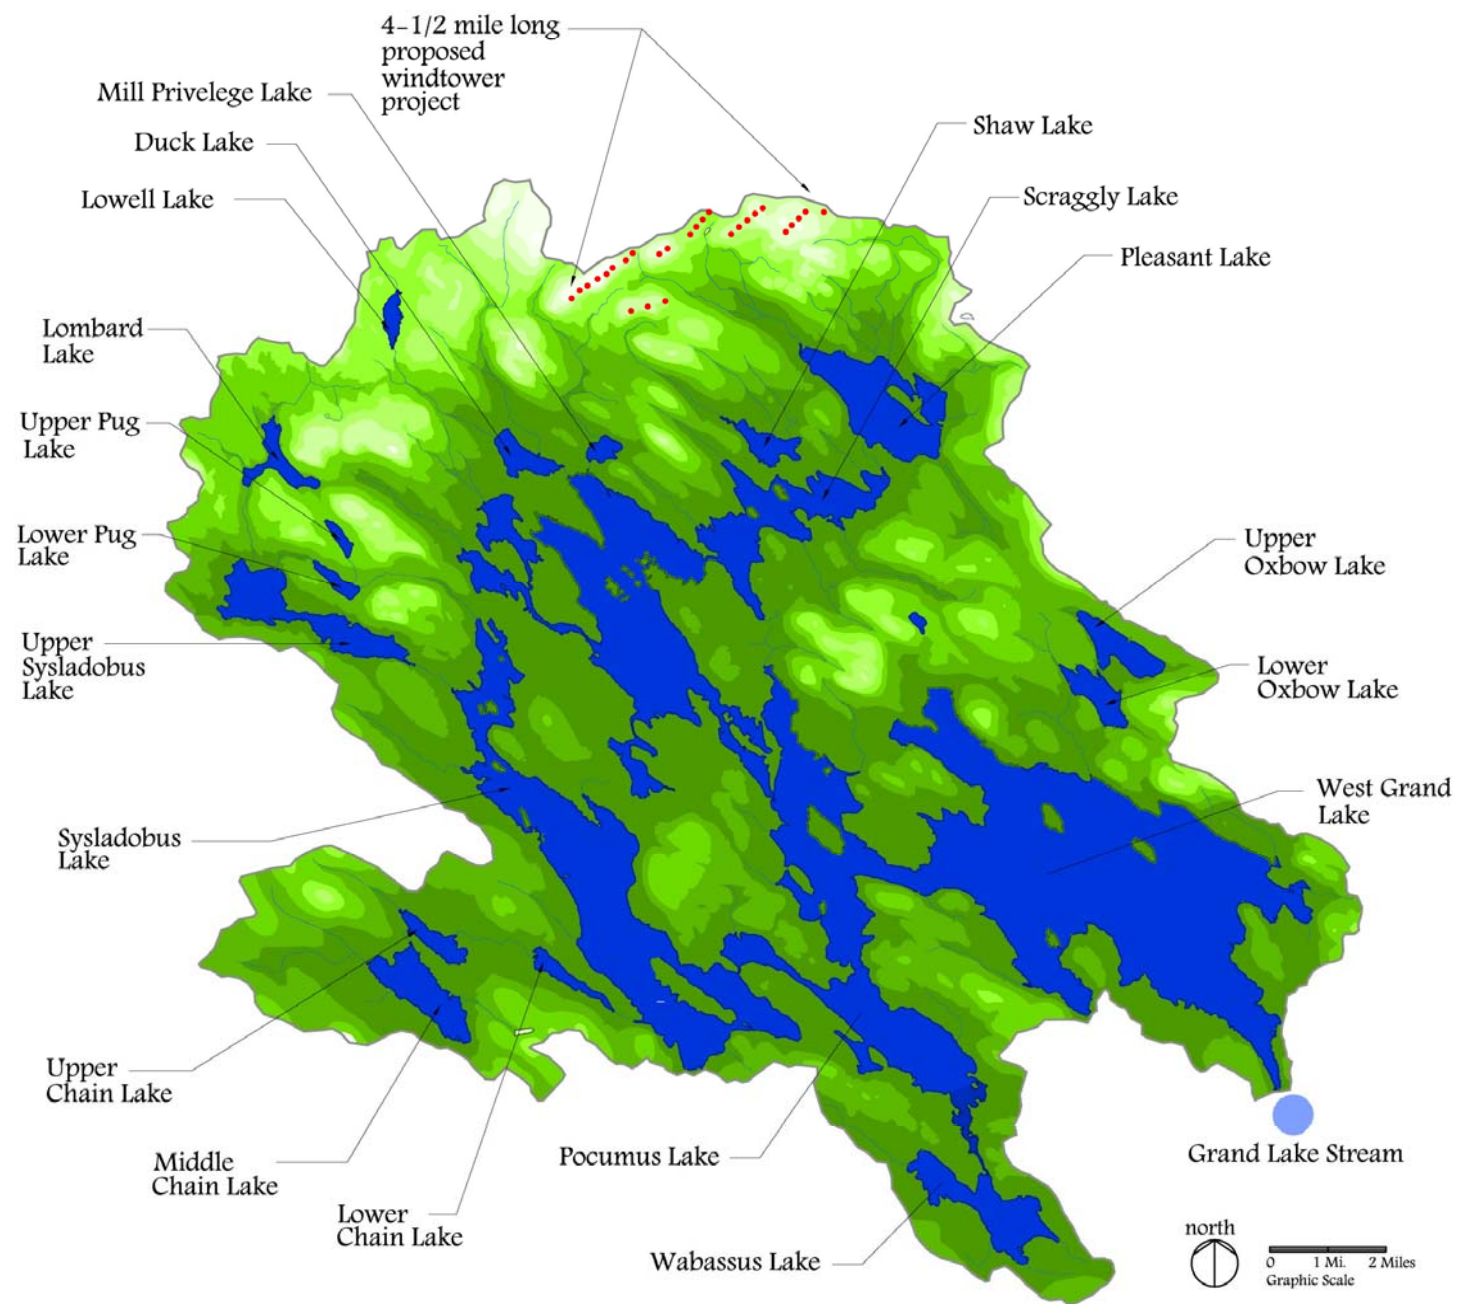 4-1/2 mile long
proposed
windtower
project
Mill Privelege Lake
Duck Lake
Lowell Lake
Shaw Lake
Scraggly Lake
Pleasant Lake
Lombard
Lake
Upper Pug
Lake
Lower Pug
Lake
Upper
Sysladobus
Lake
Upper
Oxbow Lake
Lower
Oxbow Lake
West Grand
Lake
Sysladobus
Lake
Upper
Chain Lake
Middle
Chain Lake
Lower
Chain Lake
Pocumus Lake
Wabassus Lake
Grand Lake Stream
north
0 1 Mi. 2 Miles
Graphic Scale